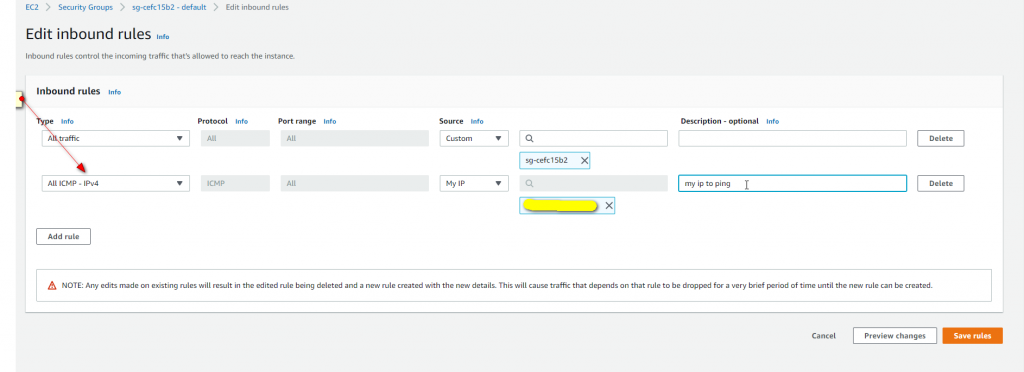 EC2 > Security Groups > sg-cefc15b2 - default > Edit inbound rules
Edit inbound rules Info
Inbound rules control the incoming traffic that's allowed to reach the instance.
Inbound rules Info
Type Info Protocol Info Port range Info Source Info Description - optional Info
All traffic All All Custom Delete
sg-cefc15b2
All ICMP - IPv4 ICMP All My IP my ip to ping Delete
Add rule
NOTE: Any edits made on existing rules will result in the edited rule being deleted and a new rule created with the new details. This will cause traffic that depends on that rule to be dropped for a very brief period of time until the new rule can be created.
Cancel Preview changes Save rules